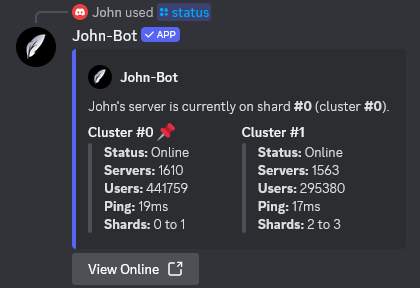 John used status
John-Bot APP
John-Bot
John's server is currently on shard #0 (cluster #0).
Cluster #0
Status: Online
Servers: 1610
Users: 441759
Ping: 19ms
Shards: 0 to 1
Cluster #1
Status: Online
Servers: 1563
Users: 295380
Ping: 17ms
Shards: 2 to 3
View Online